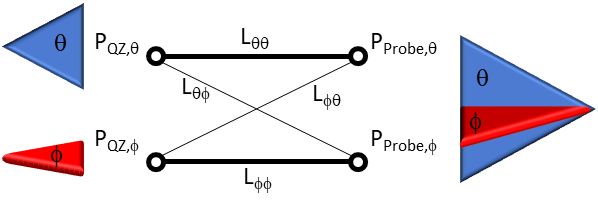 θ
P_QZ,θ
L_θθ
P_Probe,θ
θ
L_θϕ
L_ϕθ
ϕ
ϕ
P_QZ,ϕ
P_Probe,ϕ
L_ϕϕ